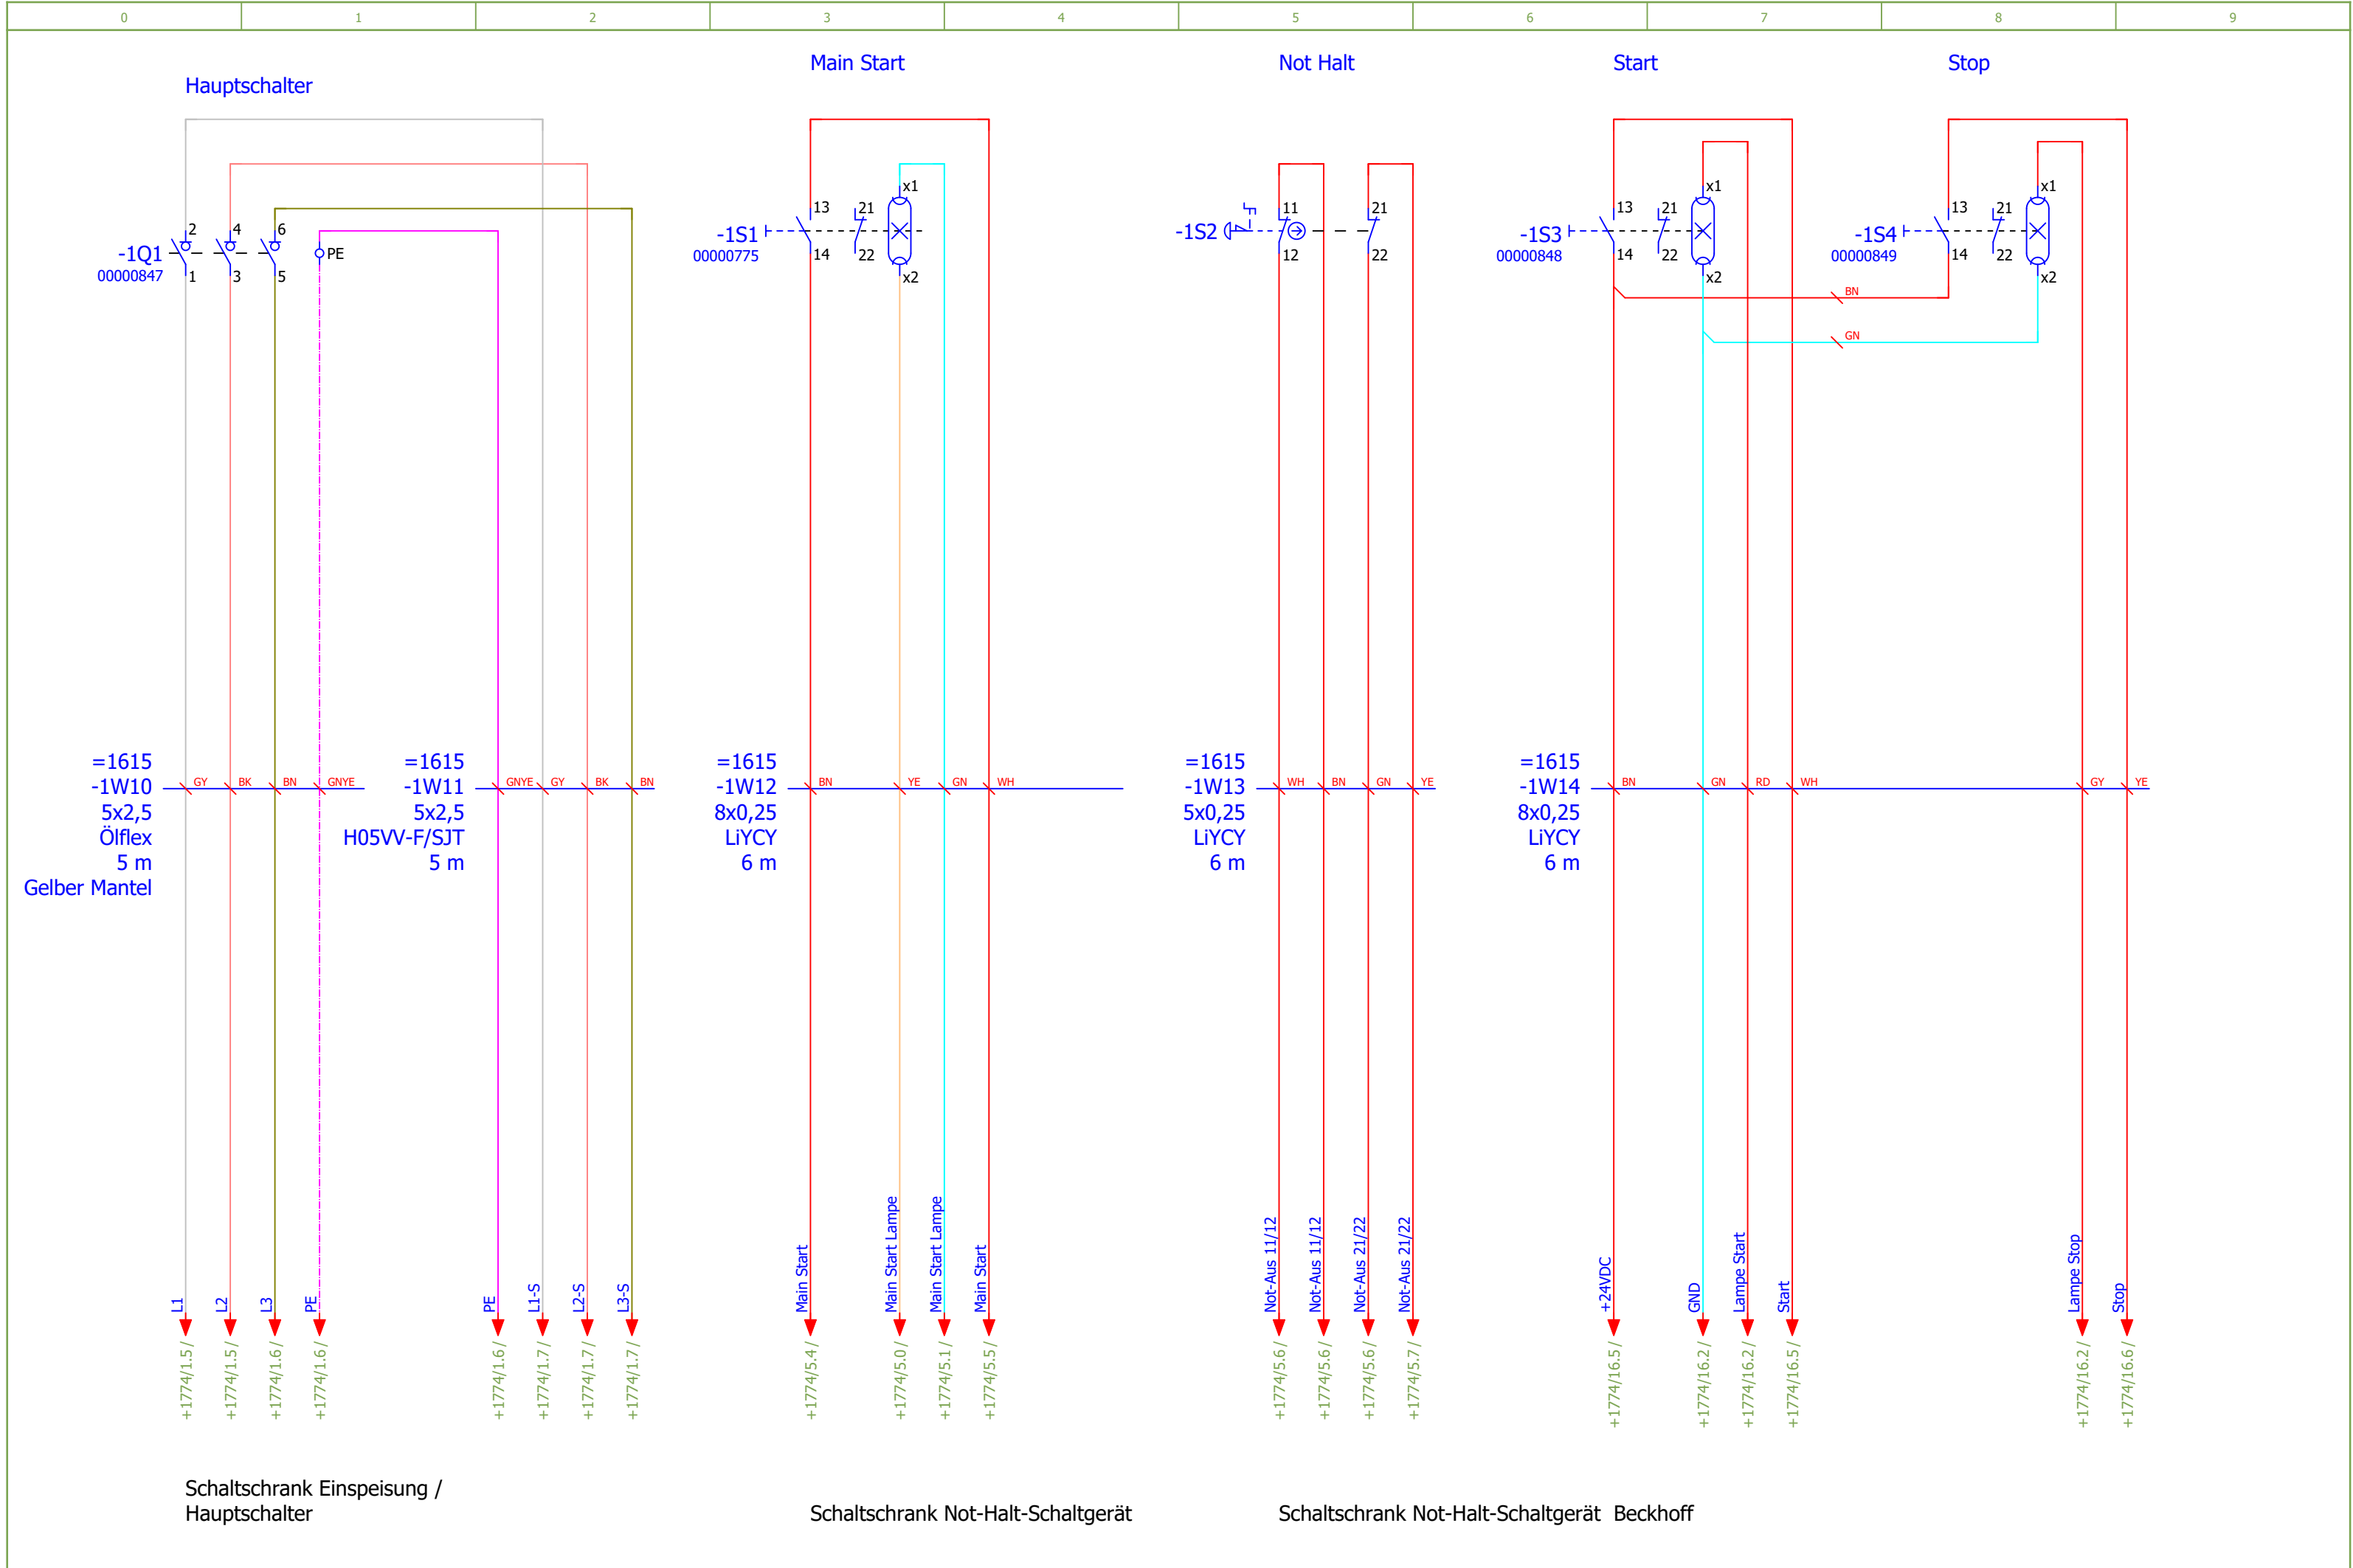 0 1 2 3 4 5 6 7 8 9
Main Start Not Halt Start Stop
Hauptschalter
-1Q1
00000847
2 4 6
1 3 5
PE
-1S1
00000775
13 21 x1
14 22 x2
-1S2
11 21
12 22
-1S3
00000848
13 21 x1
14 22 x2
-1S4
00000849
13 21 x1
14 22 x2
BN
GN
=1615
-1W10
5x2,5
Ölflex
5 m
Gelber Mantel
GY BK BN GNYE
=1615
-1W11
5x2,5
H05VV-F/SJT
5 m
GNYE GY BK BN
=1615
-1W12
8x0,25
LiYCY
6 m
BN YE GN WH
=1615
-1W13
5x0,25
LiYCY
6 m
WH BN GN YE
=1615
-1W14
8x0,25
LiYCY
6 m
BN GN RD WH GY YE
L1
L2
L3
PE
PE
L1-S
L2-S
L3-S
Main Start
Main Start Lampe
Main Start Lampe
Main Start
Not-Aus 11/12
Not-Aus 11/12
Not-Aus 21/22
Not-Aus 21/22
+24VDC
GND
Lampe Start
Start
Lampe Stop
Stop
+1774/1.5 /
+1774/1.5 /
+1774/1.6 /
+1774/1.6 /
+1774/1.6 /
+1774/1.7 /
+1774/1.7 /
+1774/1.7 /
+1774/5.4 /
+1774/5.0 /
+1774/5.1 /
+1774/5.5 /
+1774/5.6 /
+1774/5.6 /
+1774/5.6 /
+1774/5.7 /
+1774/16.5 /
+1774/16.2 /
+1774/16.2 /
+1774/16.5 /
+1774/16.2 /
+1774/16.6 /
Schaltschrank Einspeisung /
Hauptschalter
Schaltschrank Not-Halt-Schaltgerät
Schaltschrank Not-Halt-Schaltgerät Beckhoff